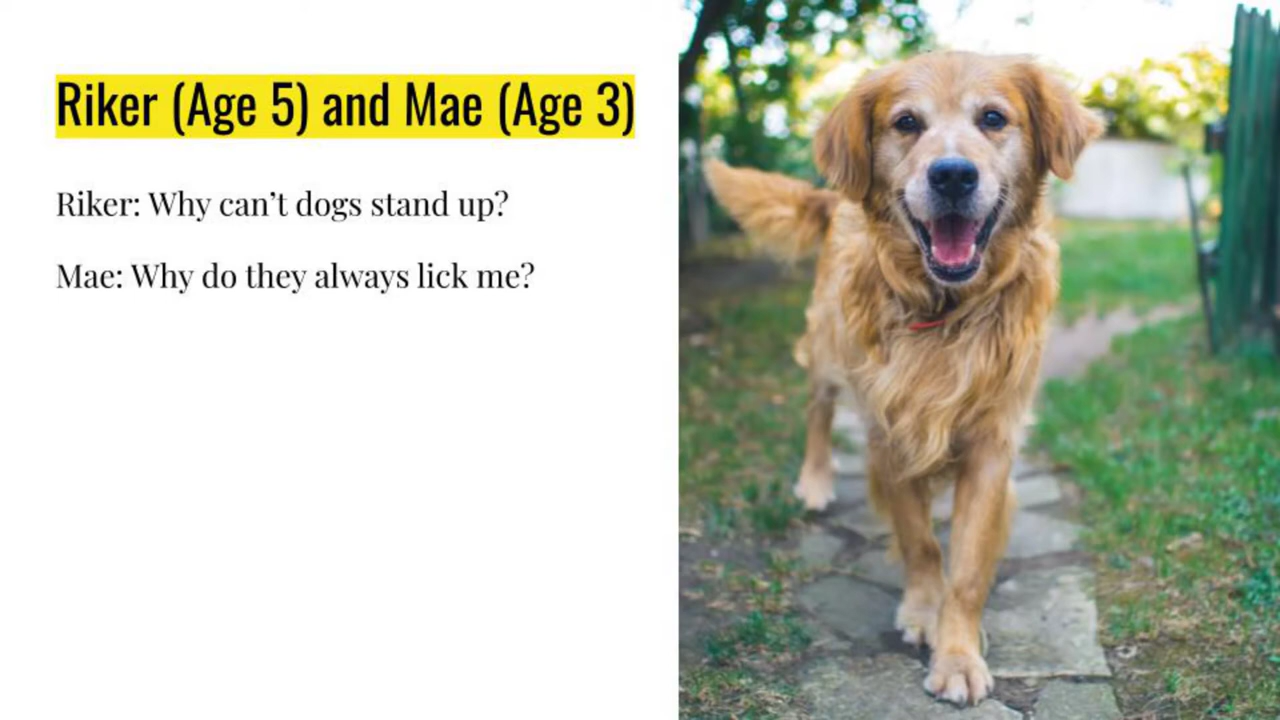 Riker (Age 5) and Mae (Age 3)
Riker: Why can’t dogs stand up?
Mae: Why do they always lick me?